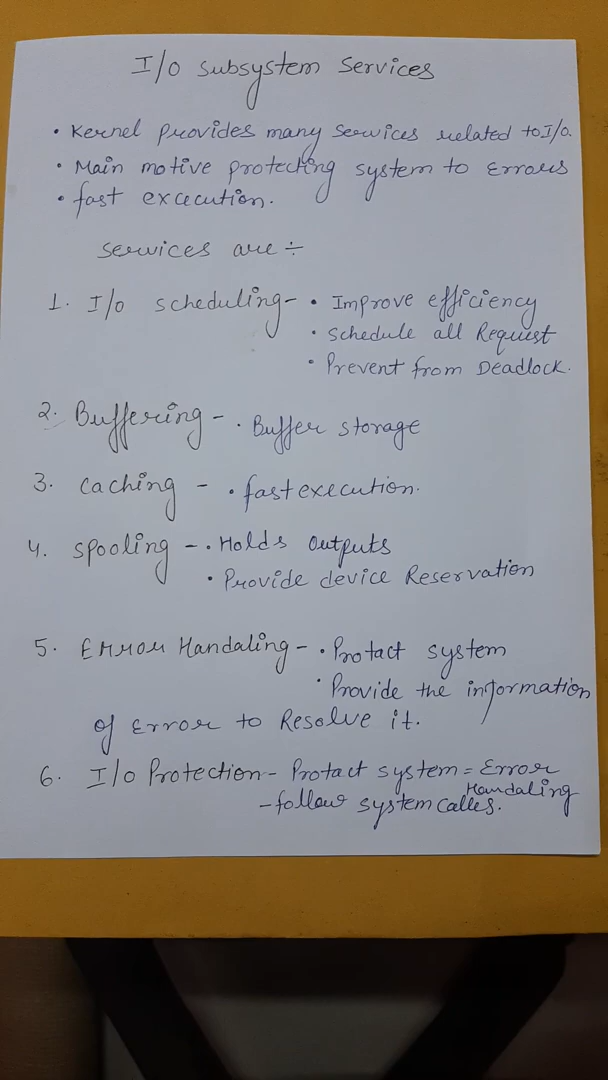 I/O Subsystem Services
• Kernel Provides many Services related to I/O.
• Main motive protecting system to Errors
• fast excecution.
Services are ÷
1. I/O Scheduling - • Improve efficiency
• Schedule all Request
• Prevent from Deadlock.
2. Buffering - • Buffer storage
3. Caching - • fast execution.
4. Spooling - • Holds Outputs
• Provide device Reservation
5. Error Handaling - • Protact system
• Provide the information
of Error to Resolve it.
6. I/O Protection - Protact system = Error
Handaling
- follow system calles.